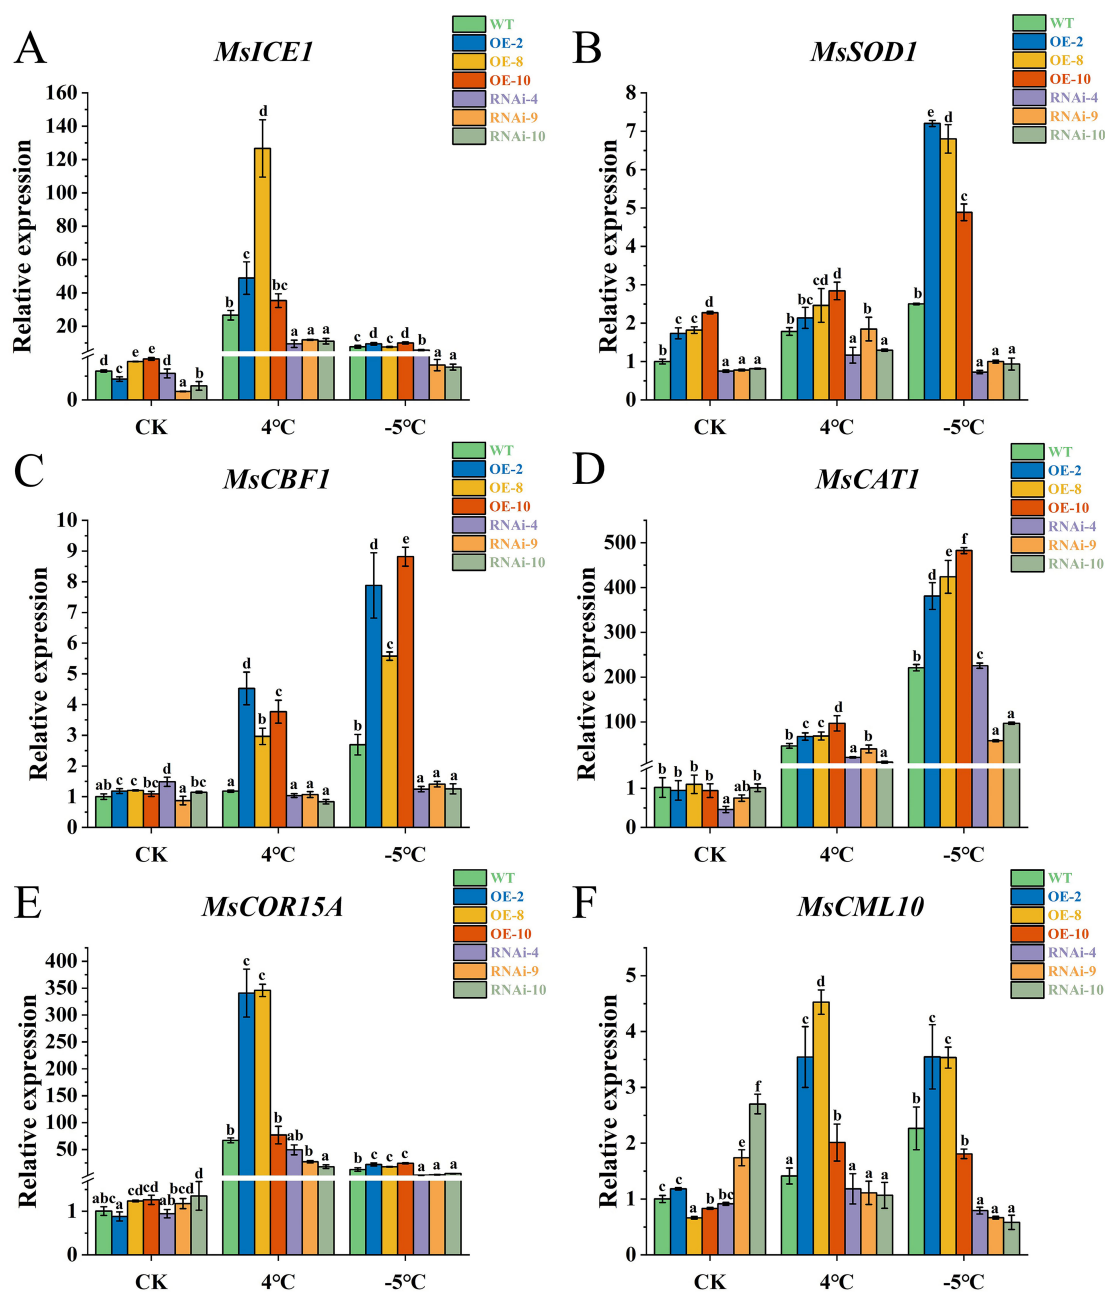 A
MsICE1
WT
OE-2
OE-8
OE-10
RNAi-4
RNAi-9
RNAi-10
Relative expression
160
140
120
100
80
60
40
20
0
d c e e d a b
b c d bc a a a
c d c d b a a
CK 4℃ -5℃
B
MsSOD1
WT
OE-2
OE-8
OE-10
RNAi-4
RNAi-9
RNAi-10
Relative expression
8
7
6
5
4
3
2
1
0
b c c d a a a
b bc cd d a b a
b e d c a a a
CK 4℃ -5℃
C
MsCBF1
WT
OE-2
OE-8
OE-10
RNAi-4
RNAi-9
RNAi-10
Relative expression
10
9
8
7
6
5
4
3
2
1
0
ab c c bc d a bc
a d b c a a a
b d c e a a a
CK 4℃ -5℃
D
MsCAT1
WT
OE-2
OE-8
OE-10
RNAi-4
RNAi-9
RNAi-10
Relative expression
500
400
300
200
100
1
0
b b b b a ab b
b c c d a b a
b d e f c a a
CK 4℃ -5℃
E
MsCOR15A
WT
OE-2
OE-8
OE-10
RNAi-4
RNAi-9
RNAi-10
Relative expression
400
350
300
250
200
150
100
50
1
0
abc a cd cd ab bcd d
b c c b ab b a
b c c c a a a
CK 4℃ -5℃
F
MsCML10
WT
OE-2
OE-8
OE-10
RNAi-4
RNAi-9
RNAi-10
Relative expression
5
4
3
2
1
0
c c a b bc e f
b c d b a a a
b c c b a a a
CK 4℃ -5℃